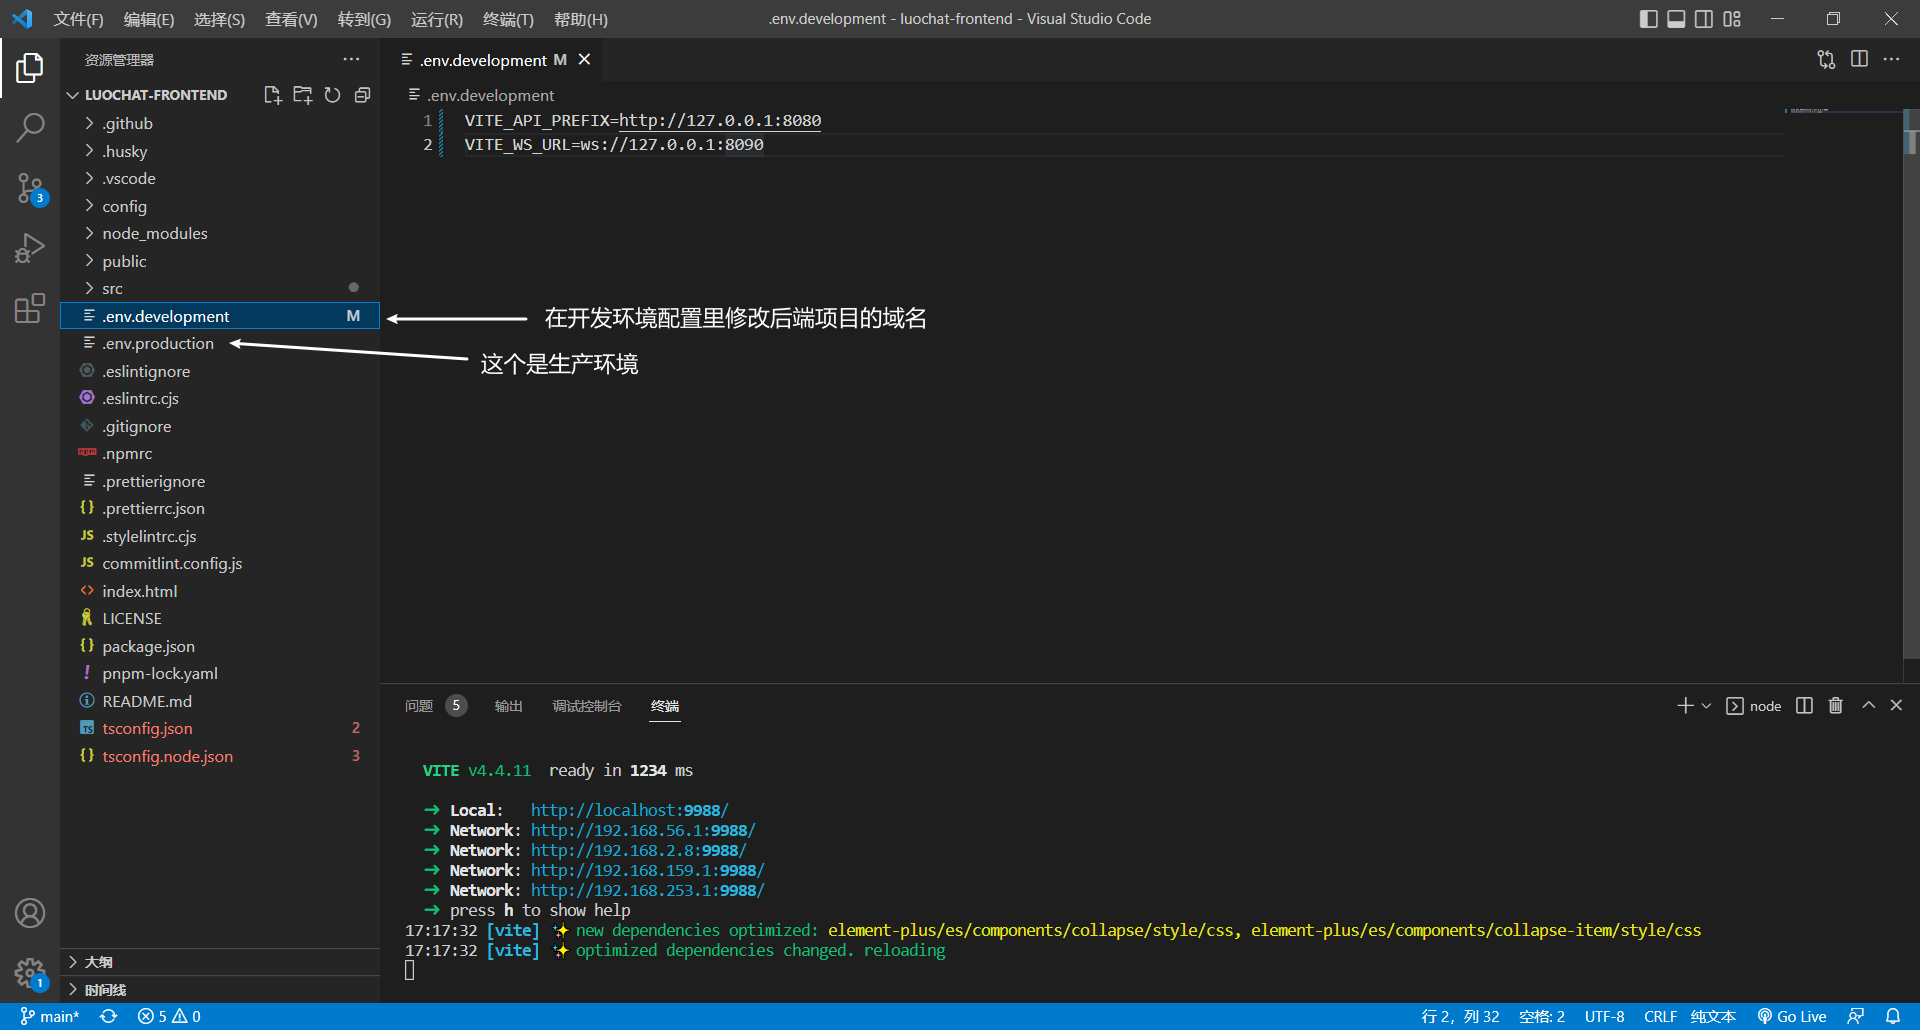 文件(F) 编辑(E) 选择(S) 查看(V) 转到(G) 运行(R) 终端(T) 帮助(H) .env.development - luochat-frontend - Visual Studio Code
资源管理器
LUOCHAT-FRONTEND
.github
.husky
.vscode
config
node_modules
public
src
.env.development M
.env.production
.eslintignore
.eslintrc.cjs
.gitignore
.npmrc
.prettierignore
.prettierrc.json
.stylelintrc.cjs
commitlint.config.js
index.html
LICENSE
package.json
pnpm-lock.yaml
README.md
tsconfig.json 2
tsconfig.node.json 3
大纲
时间线
3
1
.env.development M
.env.development
1 VITE_API_PREFIX=http://127.0.0.1:8080
2 VITE_WS_URL=ws://127.0.0.1:8090
在开发环境配置里修改后端项目的域名
这个是生产环境
问题 5 输出 调试控制台 终端 node
VITE v4.4.11 ready in 1234 ms
➜ Local: http://localhost:9988/
➜ Network: http://192.168.56.1:9988/
➜ Network: http://192.168.2.8:9988/
➜ Network: http://192.168.159.1:9988/
➜ Network: http://192.168.253.1:9988/
➜ press h to show help
17:17:32 [vite] ✨ new dependencies optimized: element-plus/es/components/collapse/style/css, element-plus/es/components/collapse-item/style/css
17:17:32 [vite] ✨ optimized dependencies changed. reloading
main* 5 0 行 2，列 32 空格: 2 UTF-8 CRLF 纯文本 Go Live